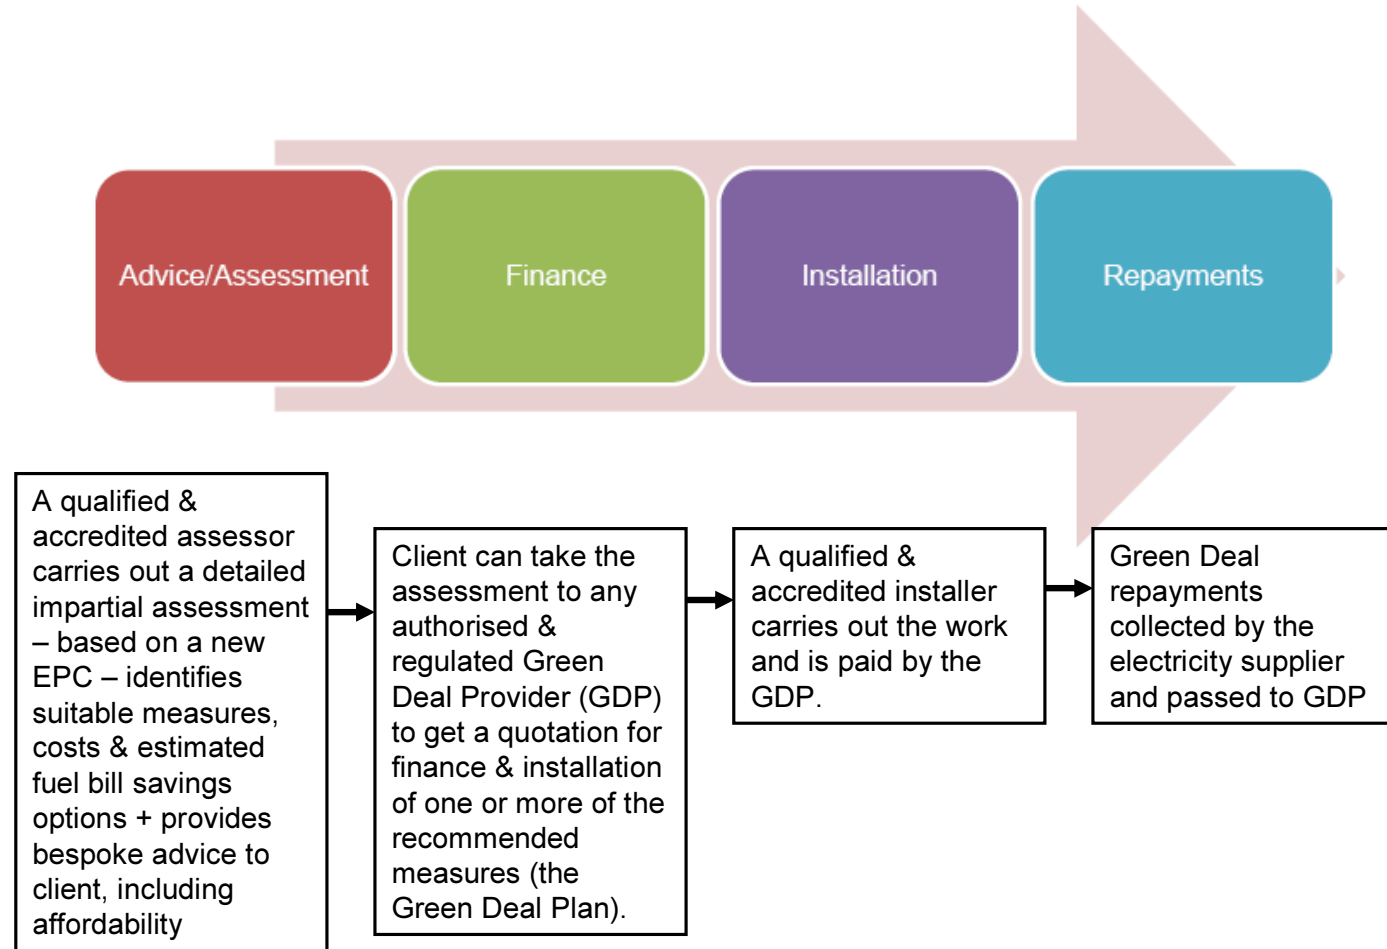 Advice/Assessment
Finance
Installation
Repayments
A qualified &
accredited assessor
carries out a detailed
impartial assessment
– based on a new
EPC – identifies
suitable measures,
costs & estimated
fuel bill savings
options + provides
bespoke advice to
client, including
affordability
Client can take the
assessment to any
authorised &
regulated Green
Deal Provider (GDP)
to get a quotation for
finance & installation
of one or more of the
recommended
measures (the
Green Deal Plan).
A qualified &
accredited installer
carries out the work
and is paid by the
GDP.
Green Deal
repayments
collected by the
electricity supplier
and passed to GDP